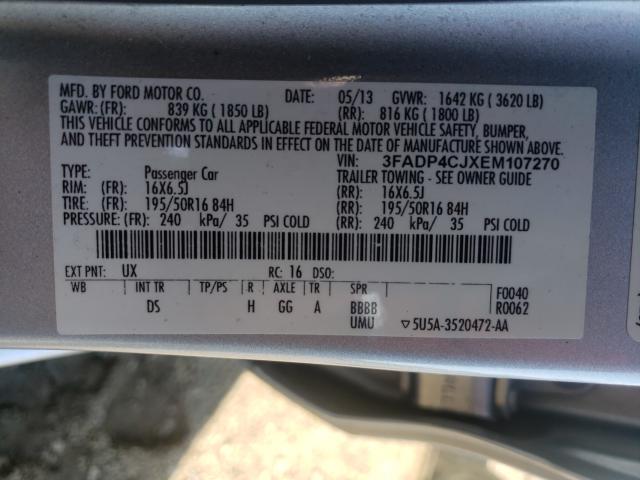 MFD. BY FORD MOTOR CO. DATE: 05/13 GVWR: 1642 KG ( 3620 LB)
GAWR: (FR): 839 KG ( 1850 LB) (RR): 816 KG ( 1800 LB)
THIS VEHICLE CONFORMS TO ALL APPLICABLE FEDERAL MOTOR VEHICLE SAFETY, BUMPER,
AND THEFT PREVENTION STANDARDS IN EFFECT ON THE DATE OF MANUFACTURE SHOWN ABOVE.
VIN: 3FADP4CJXEM107270
TYPE: Passenger Car TRAILER TOWING - SEE OWNER GUIDE
RIM: (FR): 16X6.5J (RR): 16X6.5J
TIRE: (FR): 195/50R16 84H (RR): 195/50R16 84H
PRESSURE: (FR): 240 kPa/ 35 PSI COLD (RR): 240 kPa/ 35 PSI COLD
EXT PNT: UX RC: 16 DSO:
WB INT TR TP/PS R AXLE TR SPR F0040
DS H GG A BBBB R0062
UMU ▽5U5A-3520472-AA